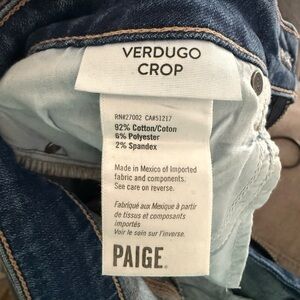 VERDUGO
CROP
RN#27002 CA#51217
92% Cotton/Coton
6% Polyester
2% Spandex
Made in Mexico of Imported
fabric and components.
See care on reverse.
Fabriqué aux Mexique à partir
de tissus et composants
importés
Voir le soin sur l'inverse.
PAIGE